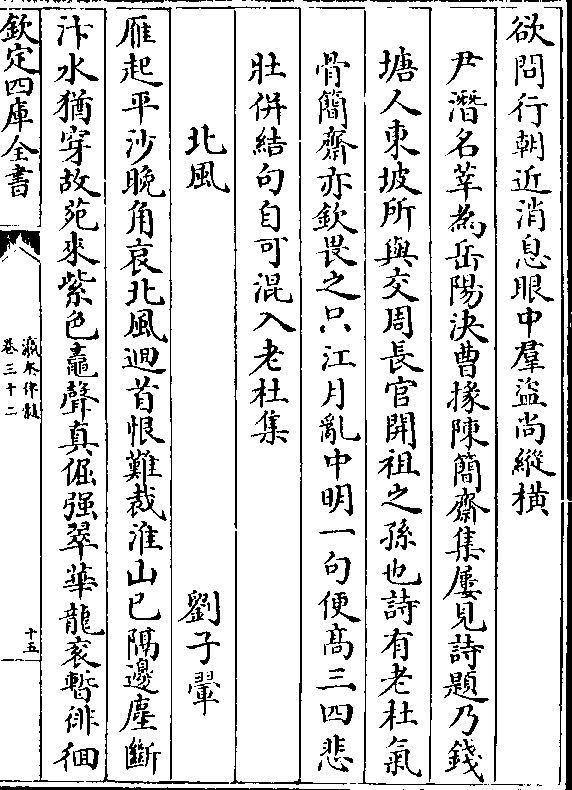 欲問行朝近消息眼中羣盜尚縱橫
尹潛名莘為岳陽決曹掾陳簡齋集屢見詩題乃錢
塘人東坡所與交周長官開祖之孫也詩有老杜氣
骨簡齋亦欽畏之只江月亂中明一句便髙三四悲
壯併結句自可混入老杜集
北風　劉子翬
雁起平沙晚角哀北風迴首恨難裁淮山已隔邊塵斷
汴水猶穿故苑來紫色䵷聲真倔强翠華龍衮暫徘徊
欽定四庫全書
瀛奎律髓
卷三十二
十五